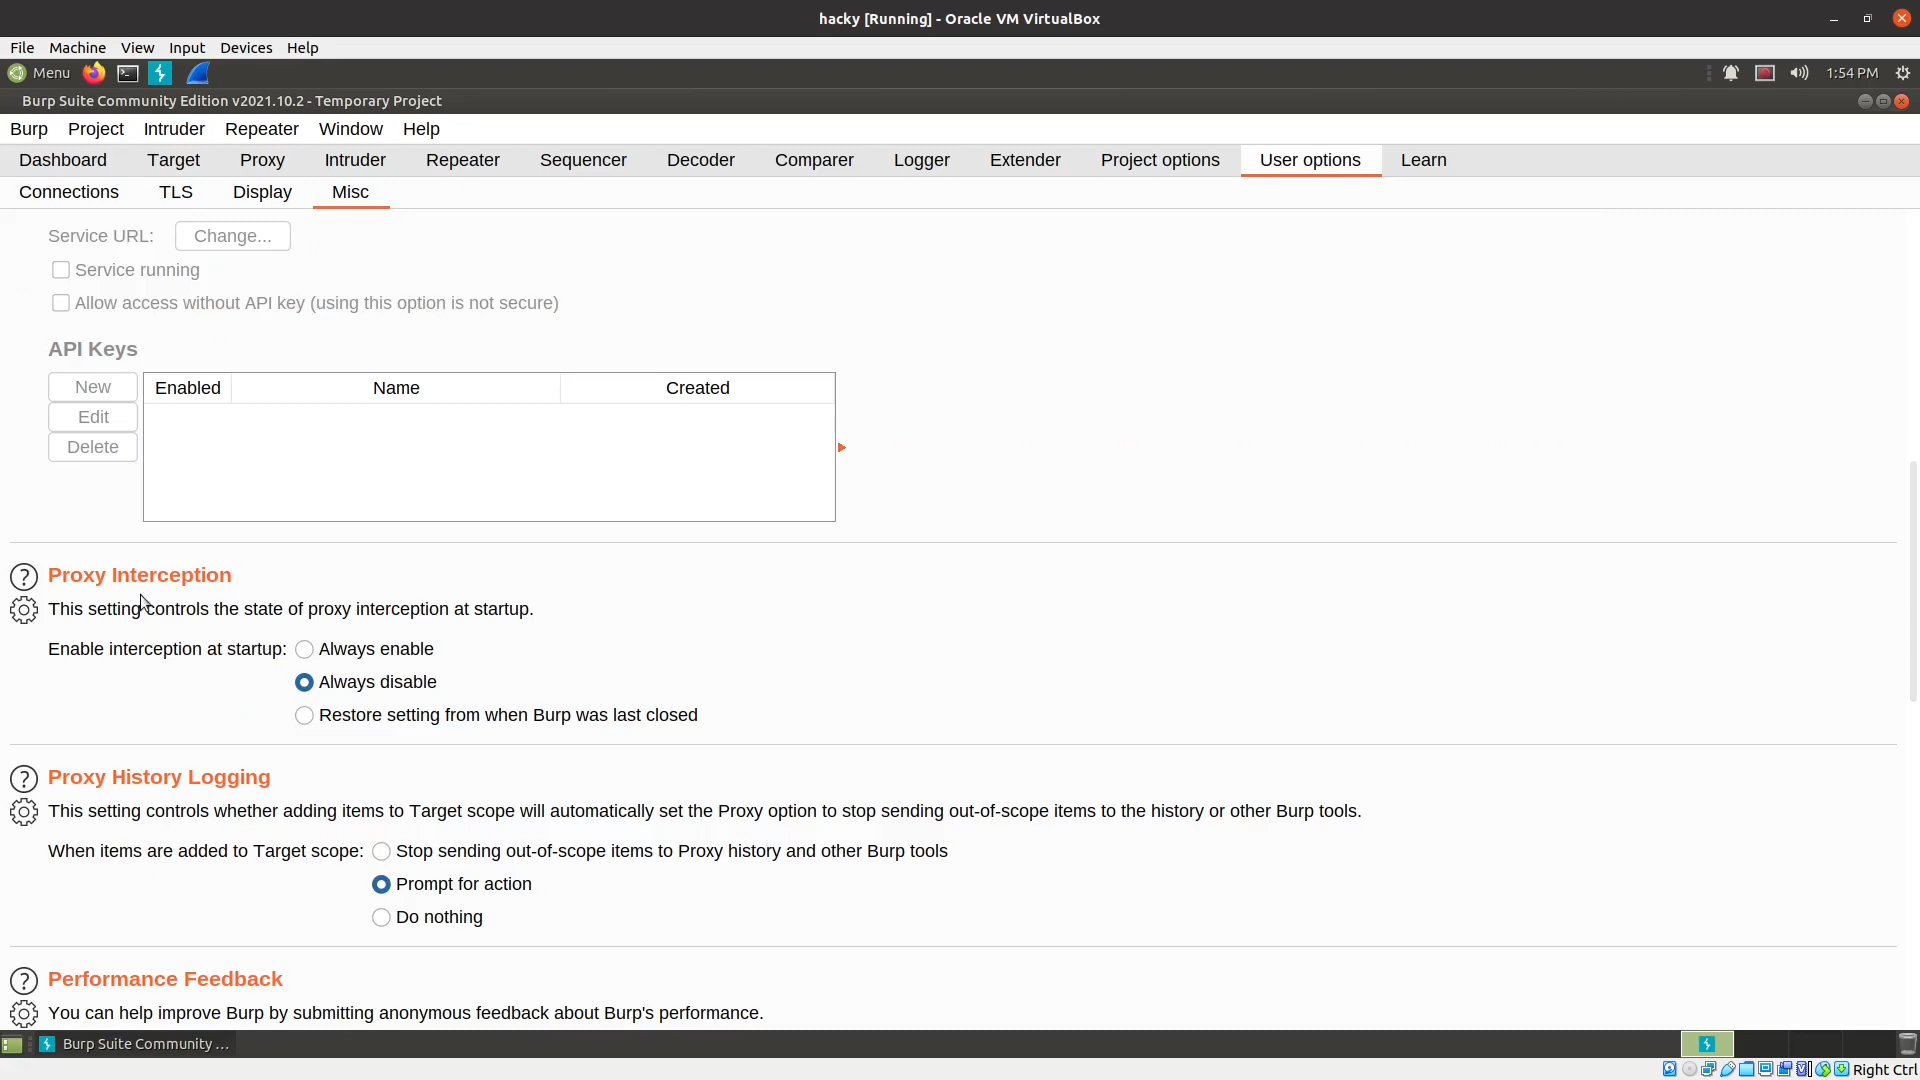 hacky [Running] - Oracle VM VirtualBox
File Machine View Input Devices Help
Menu 1:54 PM
Burp Suite Community Edition v2021.10.2 - Temporary Project
Burp Project Intruder Repeater Window Help
Dashboard Target Proxy Intruder Repeater Sequencer Decoder Comparer Logger Extender Project options User options Learn
Connections TLS Display Misc
Service URL: Change...
Service running
Allow access without API key (using this option is not secure)
API Keys
New
Edit
Delete
Enabled Name Created
Proxy Interception
This setting controls the state of proxy interception at startup.
Enable interception at startup: Always enable
Always disable
Restore setting from when Burp was last closed
Proxy History Logging
This setting controls whether adding items to Target scope will automatically set the Proxy option to stop sending out-of-scope items to the history or other Burp tools.
When items are added to Target scope: Stop sending out-of-scope items to Proxy history and other Burp tools
Prompt for action
Do nothing
Performance Feedback
You can help improve Burp by submitting anonymous feedback about Burp's performance.
Burp Suite Community ...
Right Ctrl